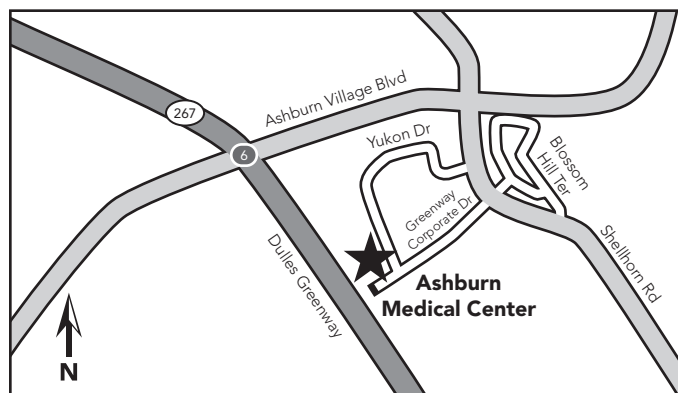 267
Ashburn Village Blvd
6
Yukon Dr
Blossom
Hill Ter
Greenway
Corporate Dr
Dulles Greenway
Shellhorn Rd
Ashburn
Medical Center
N